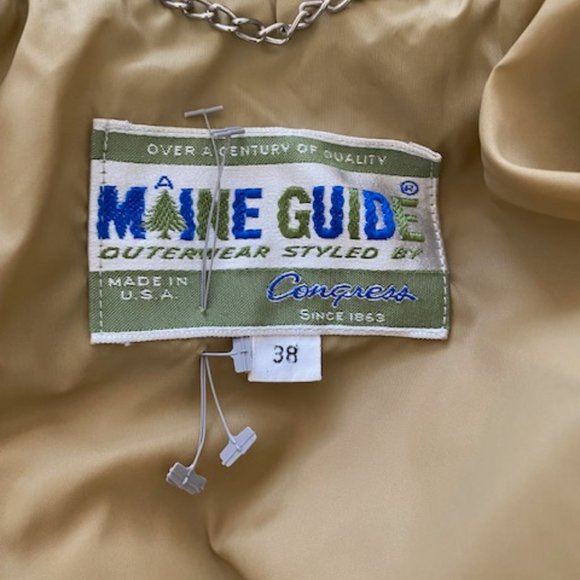 OVER A CENTURY OF QUALITY
A
MAINE GUIDE®
OUTERWEAR STYLED BY
MADE IN
U.S.A.
Congress
SINCE 1863
38